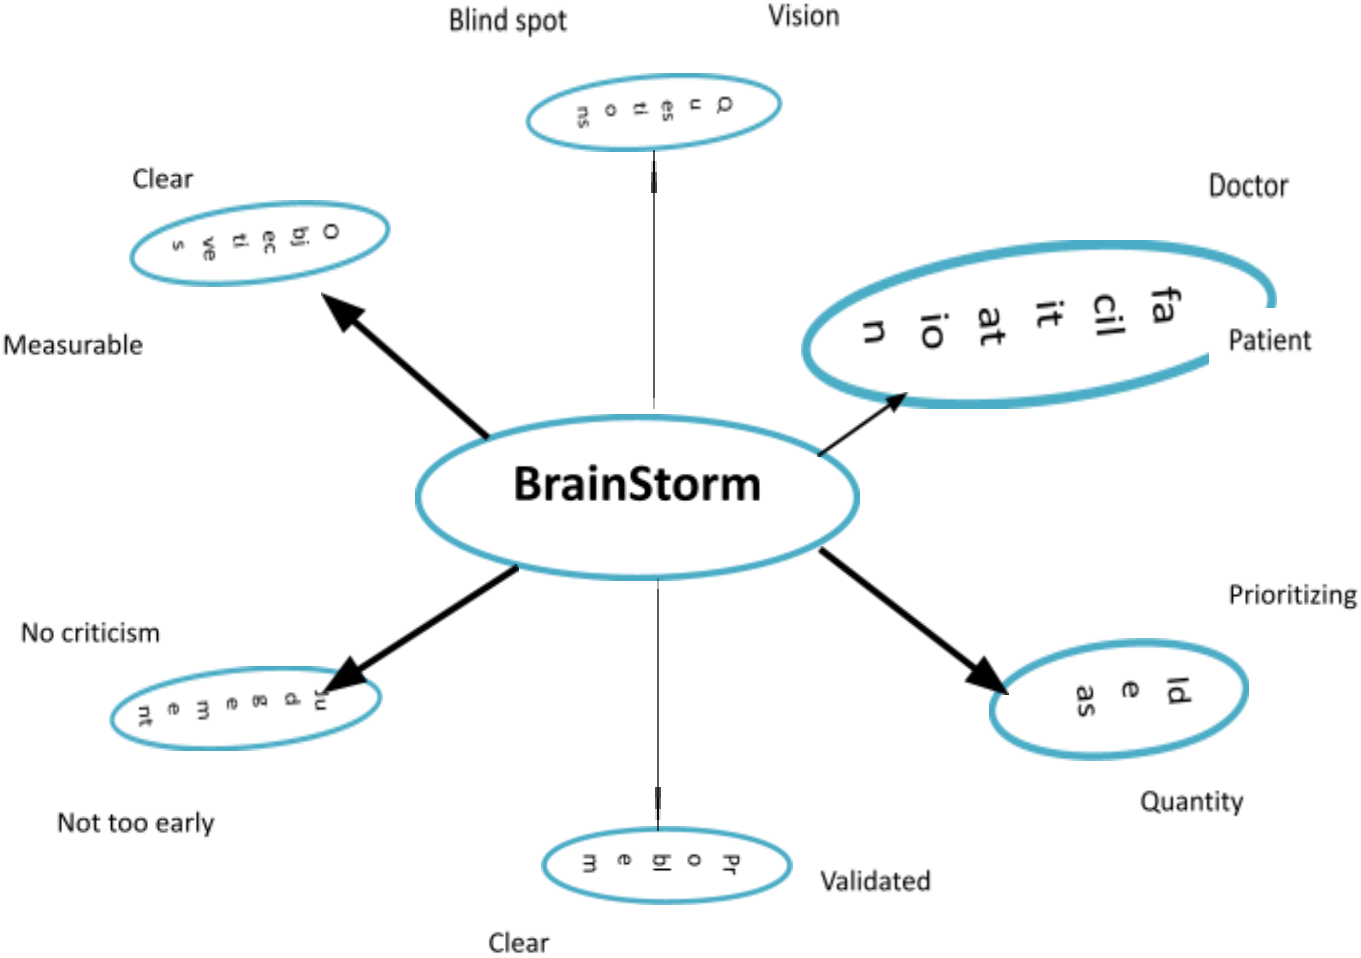 Blind spot
Vision
Questions
Clear
Objectives
Measurable
Doctor
facilitation
Patient
BrainStorm
Prioritizing
Ideas
Quantity
No criticism
Judgement
Not too early
Problem
Validated
Clear